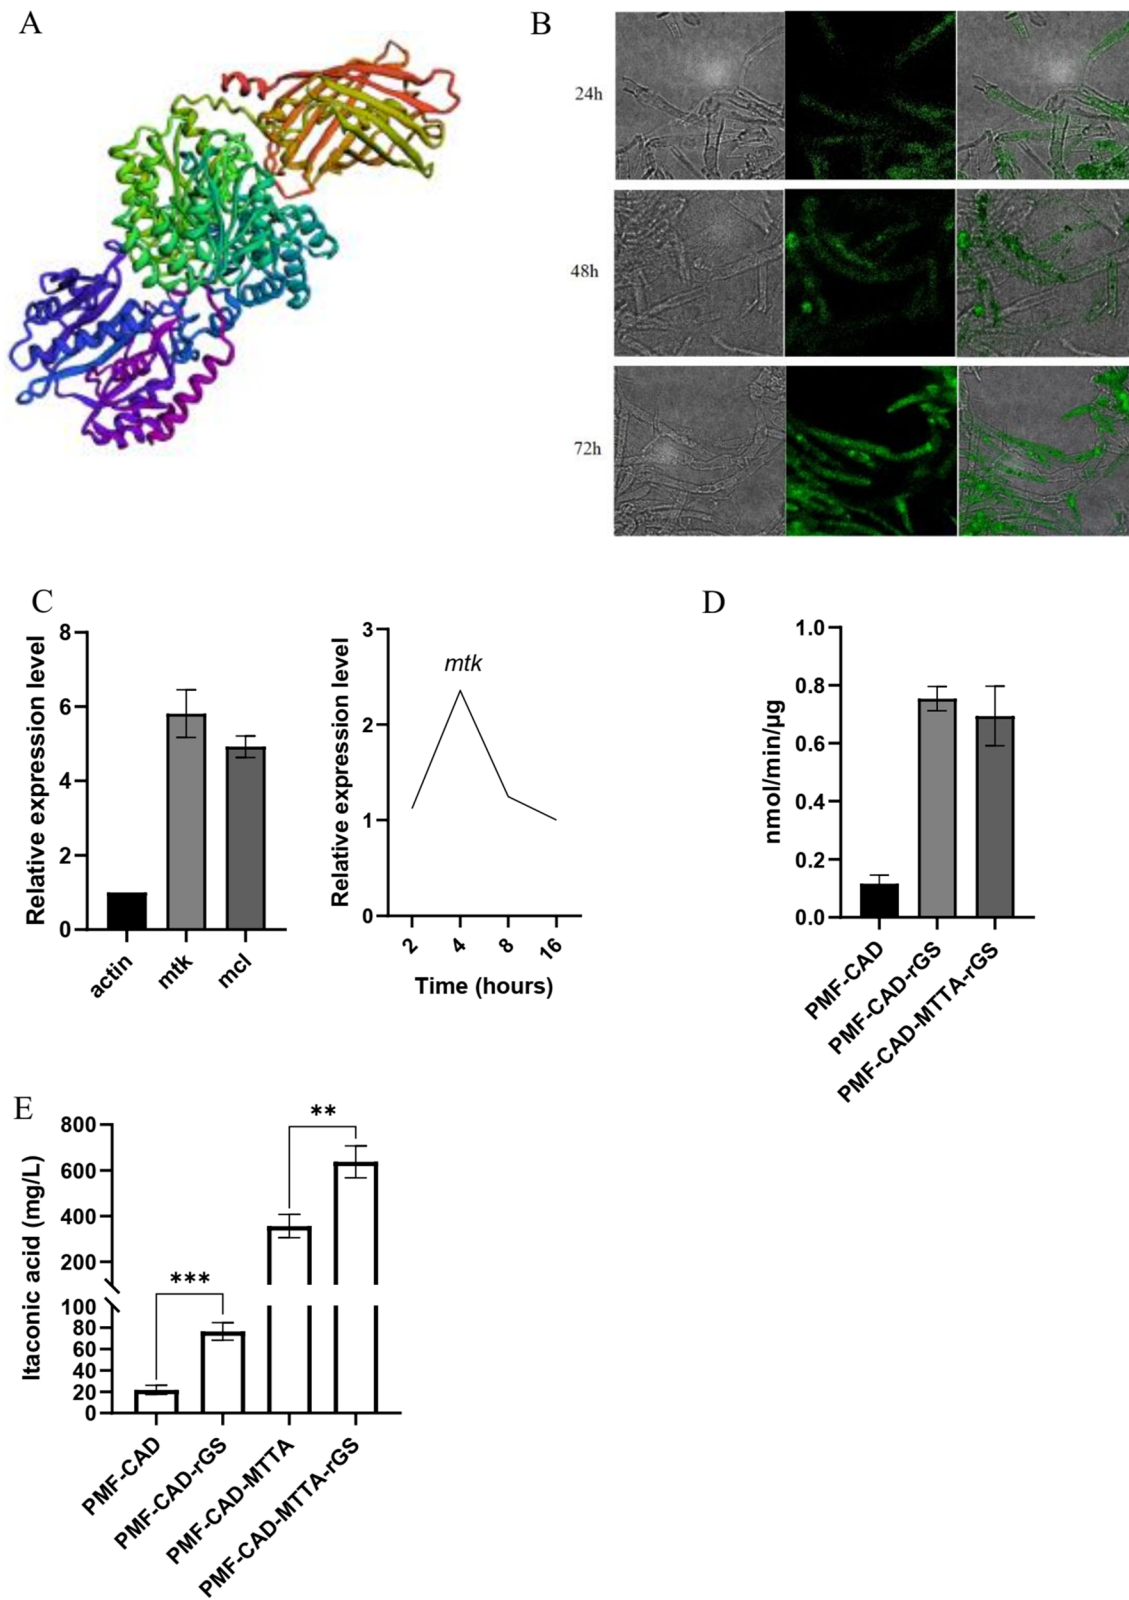 A
B
24h
48h
72h
C
Relative expression level
8
6
4
2
0
actin
mtk
mcl
Relative expression level
3
2
1
0
mtk
2
4
8
16
Time (hours)
D
nmol/min/µg
1.0
0.8
0.6
0.4
0.2
0.0
PMF-CAD
PMF-CAD-rGS
PMF-CAD-MTTA-rGS
E
Itaconic acid (mg/L)
800
600
400
200
100
80
60
40
20
0
***
**
PMF-CAD
PMF-CAD-rGS
PMF-CAD-MTTA
PMF-CAD-MTTA-rGS